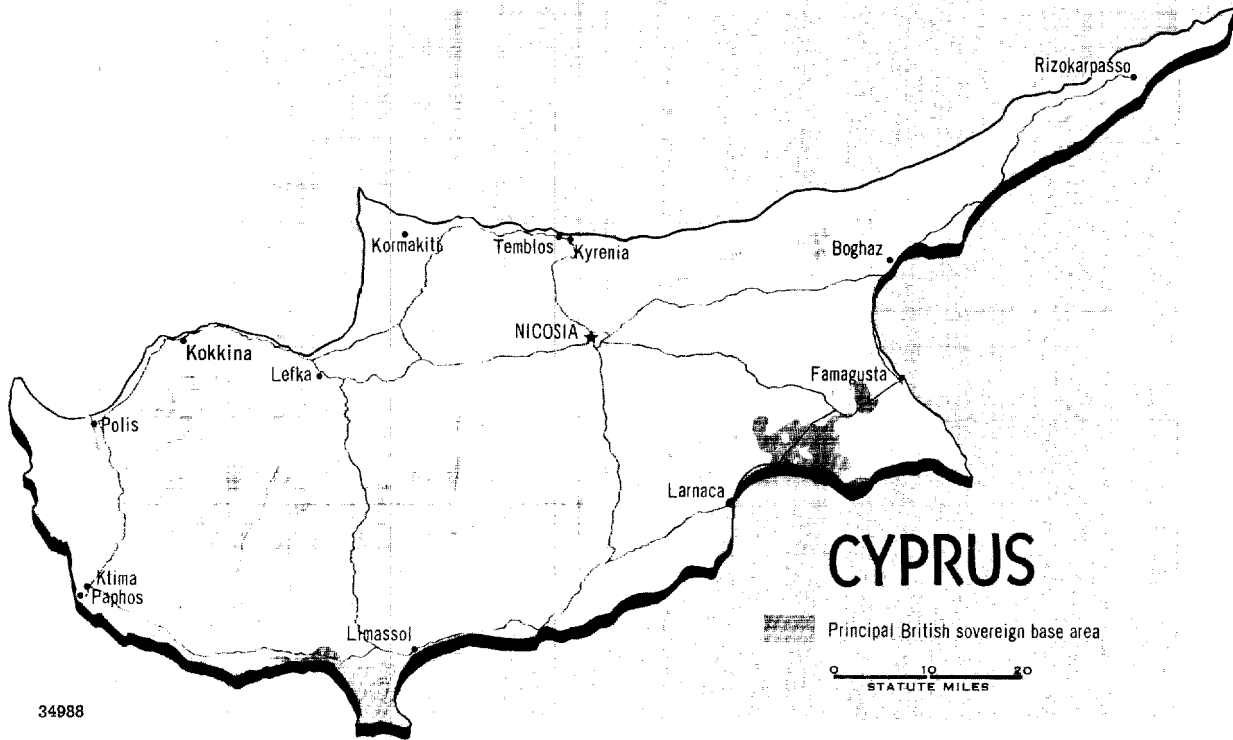 Rizokarpasso
Kormakiti
Temblos
Kyrenia
Boghaz
NICOSIA
Kokkina
Lefka
Famagusta
Polis
Larnaca
CYPRUS
Ktima
Paphos
Limassol
Principal British sovereign base area
0 10 20
STATUTE MILES
34988